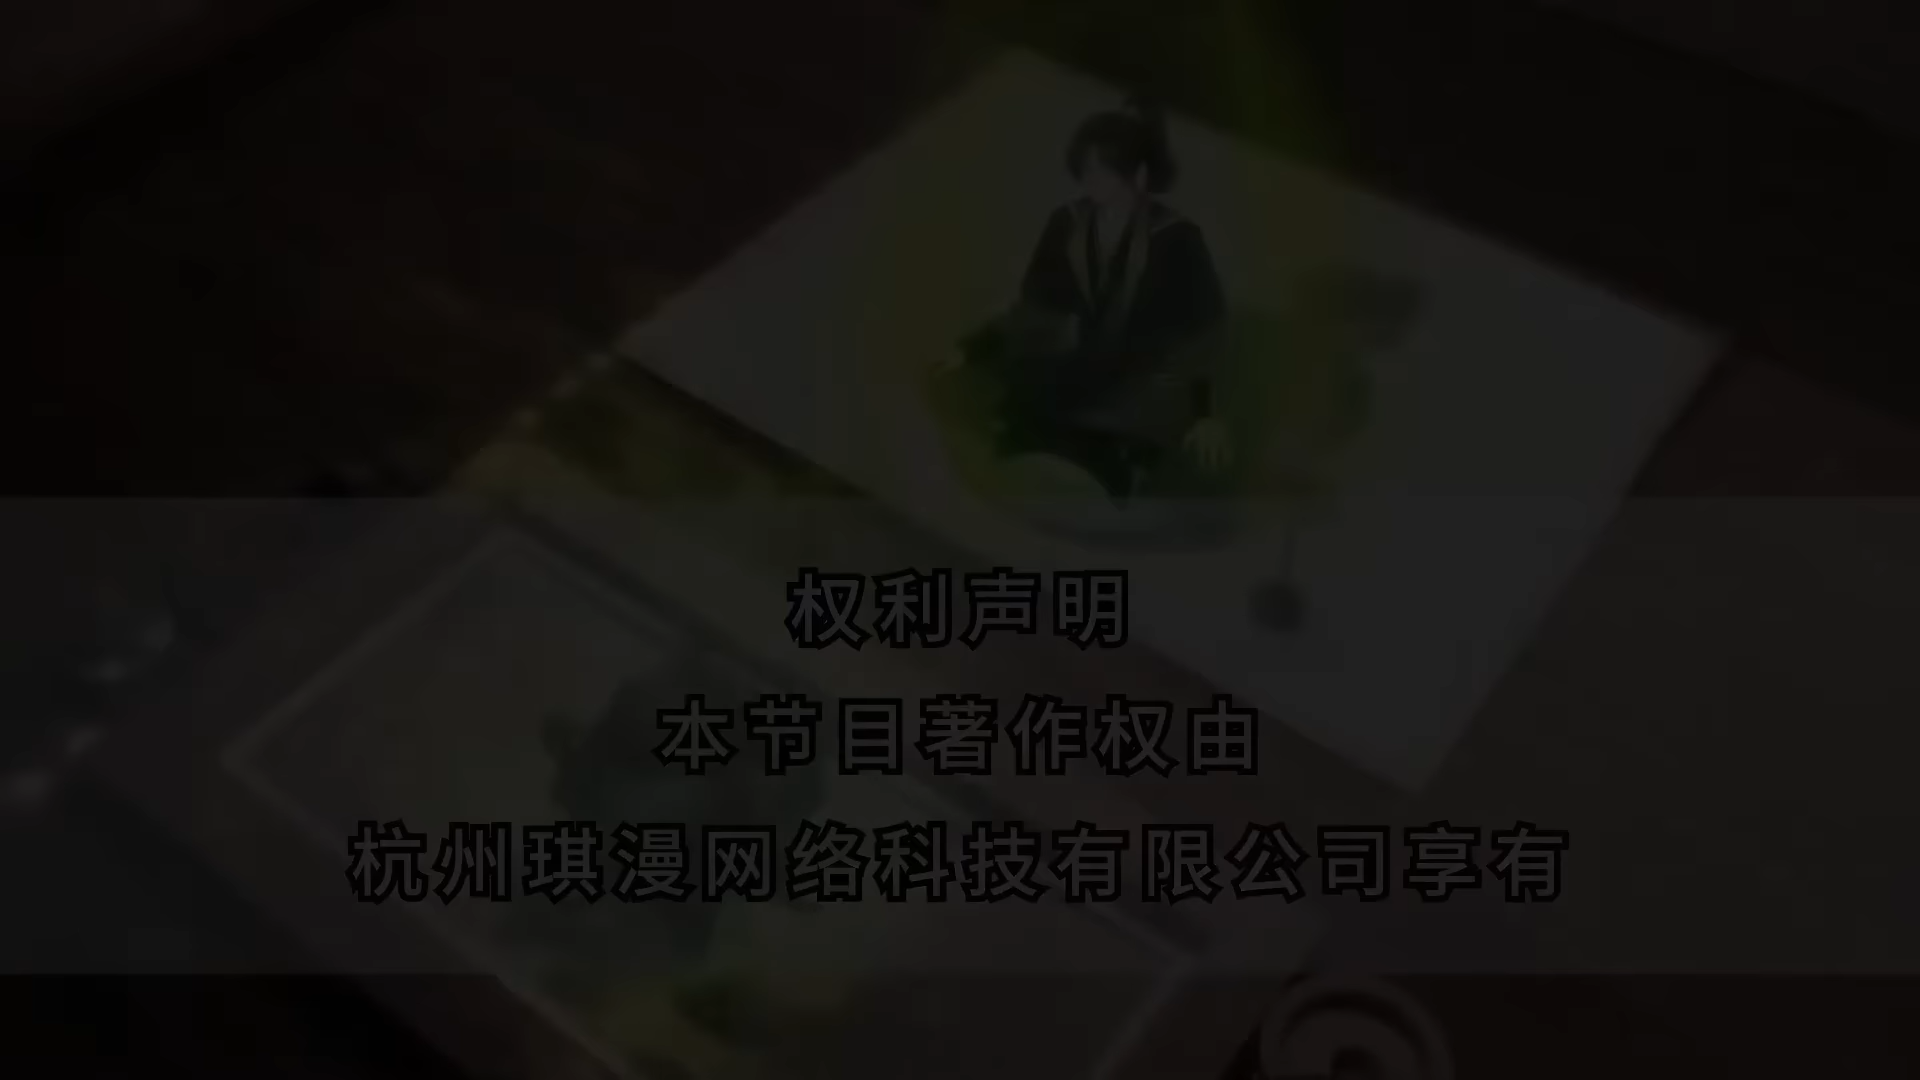 权利声明
本节目著作权由
杭州琪漫网络科技有限公司享有